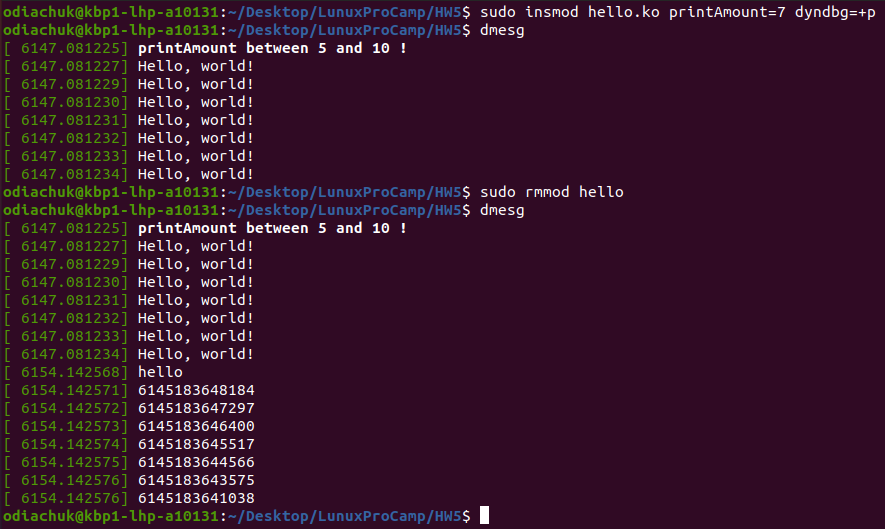 odiachuk@kbp1-lhp-a10131:~/Desktop/LunuxProCamp/HW5$ sudo insmod hello.ko printAmount=7 dyndbg=+p
odiachuk@kbp1-lhp-a10131:~/Desktop/LunuxProCamp/HW5$ dmesg
[ 6147.081225] printAmount between 5 and 10 !
[ 6147.081227] Hello, world!
[ 6147.081229] Hello, world!
[ 6147.081230] Hello, world!
[ 6147.081231] Hello, world!
[ 6147.081232] Hello, world!
[ 6147.081233] Hello, world!
[ 6147.081234] Hello, world!
odiachuk@kbp1-lhp-a10131:~/Desktop/LunuxProCamp/HW5$ sudo rmmod hello
odiachuk@kbp1-lhp-a10131:~/Desktop/LunuxProCamp/HW5$ dmesg
[ 6147.081225] printAmount between 5 and 10 !
[ 6147.081227] Hello, world!
[ 6147.081229] Hello, world!
[ 6147.081230] Hello, world!
[ 6147.081231] Hello, world!
[ 6147.081232] Hello, world!
[ 6147.081233] Hello, world!
[ 6147.081234] Hello, world!
[ 6154.142568] hello
[ 6154.142571] 6145183648184
[ 6154.142572] 6145183647297
[ 6154.142573] 6145183646400
[ 6154.142574] 6145183645517
[ 6154.142575] 6145183644566
[ 6154.142576] 6145183643575
[ 6154.142576] 6145183641038
odiachuk@kbp1-lhp-a10131:~/Desktop/LunuxProCamp/HW5$